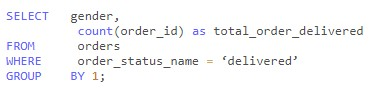 SELECT gender,
count(order_id) as total_order_delivered
FROM orders
WHERE order_status_name = ‘delivered’
GROUP BY 1;